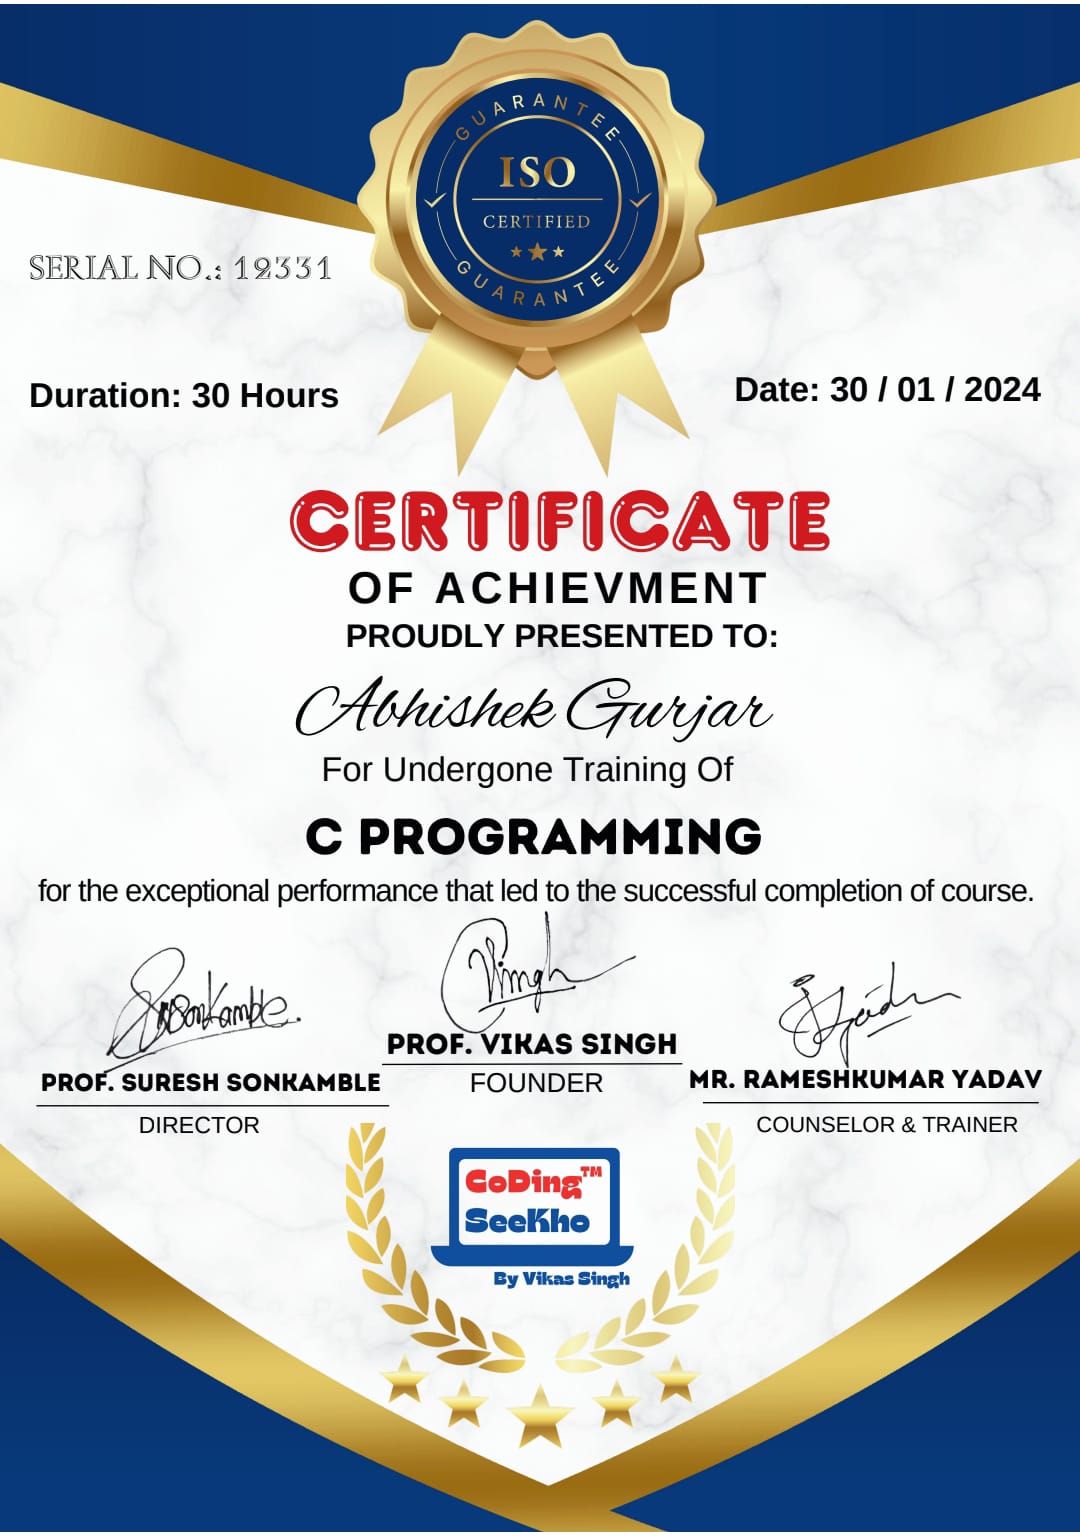 GUARANTEE
ISO
CERTIFIED
GUARANTEE
SERIAL NO.: 12331
Duration: 30 Hours
Date: 30 / 01 / 2024
CERTIFICATE
OF ACHIEVMENT
PROUDLY PRESENTED TO:
Abhishek Gurjar
For Undergone Training Of
C PROGRAMMING
for the exceptional performance that led to the successful completion of course.
PROF. SURESH SONKAMBLE
DIRECTOR
PROF. VIKAS SINGH
FOUNDER
MR. RAMESHKUMAR YADAV
COUNSELOR & TRAINER
CoDing™
SeeKho
By Vikas Singh